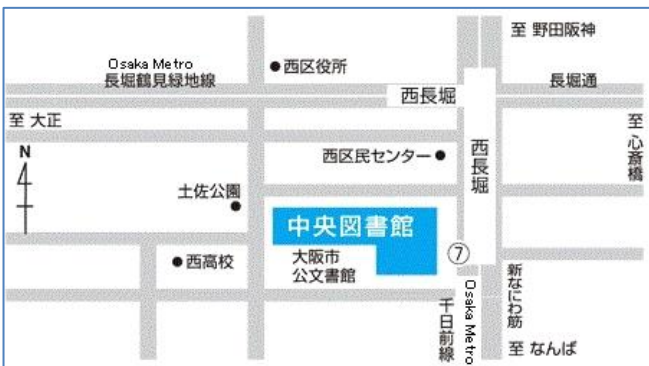 至 野田阪神
Osaka Metro
長堀鶴見緑地線
西区役所
西長堀
長堀通
至 大正
至 心斎橋
N
西区民センター
西長堀
土佐公園
中央図書館
大阪市
公文書館
⑦
西高校
新なにわ筋
Osaka Metro
千日前線
至 なんば